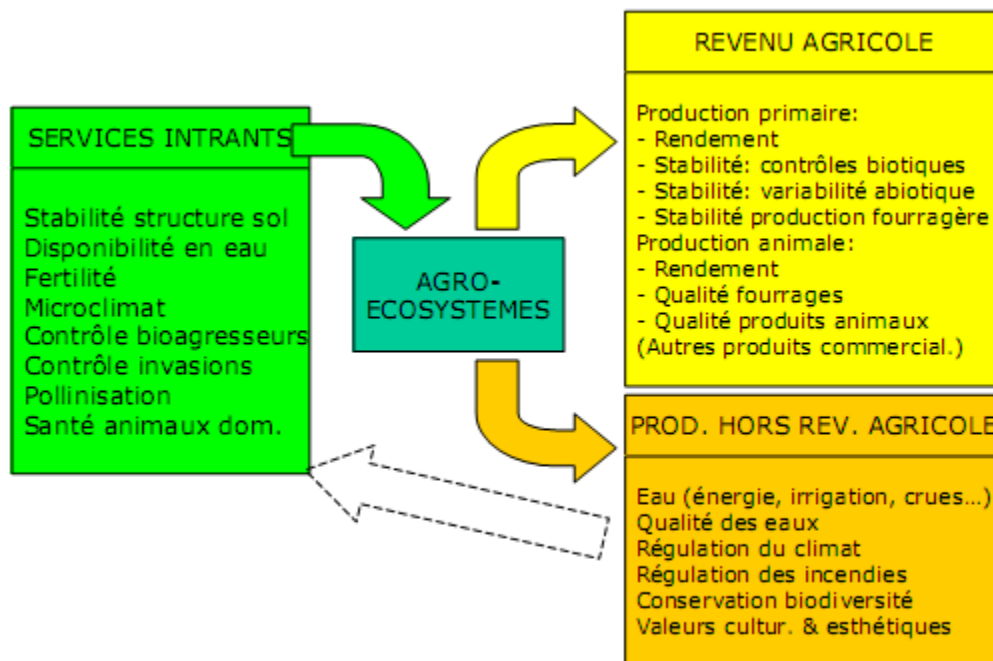 SERVICES INTRANTS
Stabilité structure sol
Disponibilité en eau
Fertilité
Microclimat
Contrôle bioagresseurs
Contrôle invasions
Pollinisation
Santé animaux dom.
AGRO-
ECOSYSTEMES
REVENU AGRICOLE
Production primaire:
- Rendement
- Stabilité: contrôles biotiques
- Stabilité: variabilité abiotique
- Stabilité production fourragère
Production animale:
- Rendement
- Qualité fourrages
- Qualité produits animaux
(Autres produits commercial.)
PROD. HORS REV. AGRICOLE
Eau (énergie, irrigation, crues...)
Qualité des eaux
Régulation du climat
Régulation des incendies
Conservation biodiversité
Valeurs cultur. & esthétiques